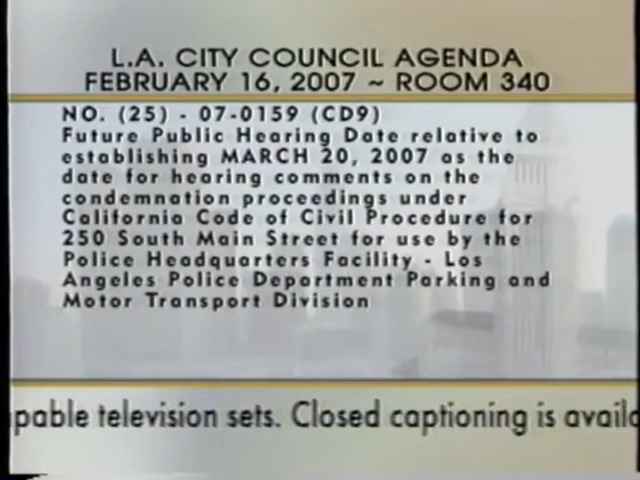 L.A. CITY COUNCIL AGENDA
FEBRUARY 16, 2007 ~ ROOM 340
NO. (25) - 07-0159 (CD9)
Future Public Hearing Date relative to
establishing MARCH 20, 2007 as the
date for hearing comments on the
condemnation proceedings under
California Code of Civil Procedure for
250 South Main Street for use by the
Police Headquarters Facility - Los
Angeles Police Department Parking and
Motor Transport Division
television sets. Closed captioning is